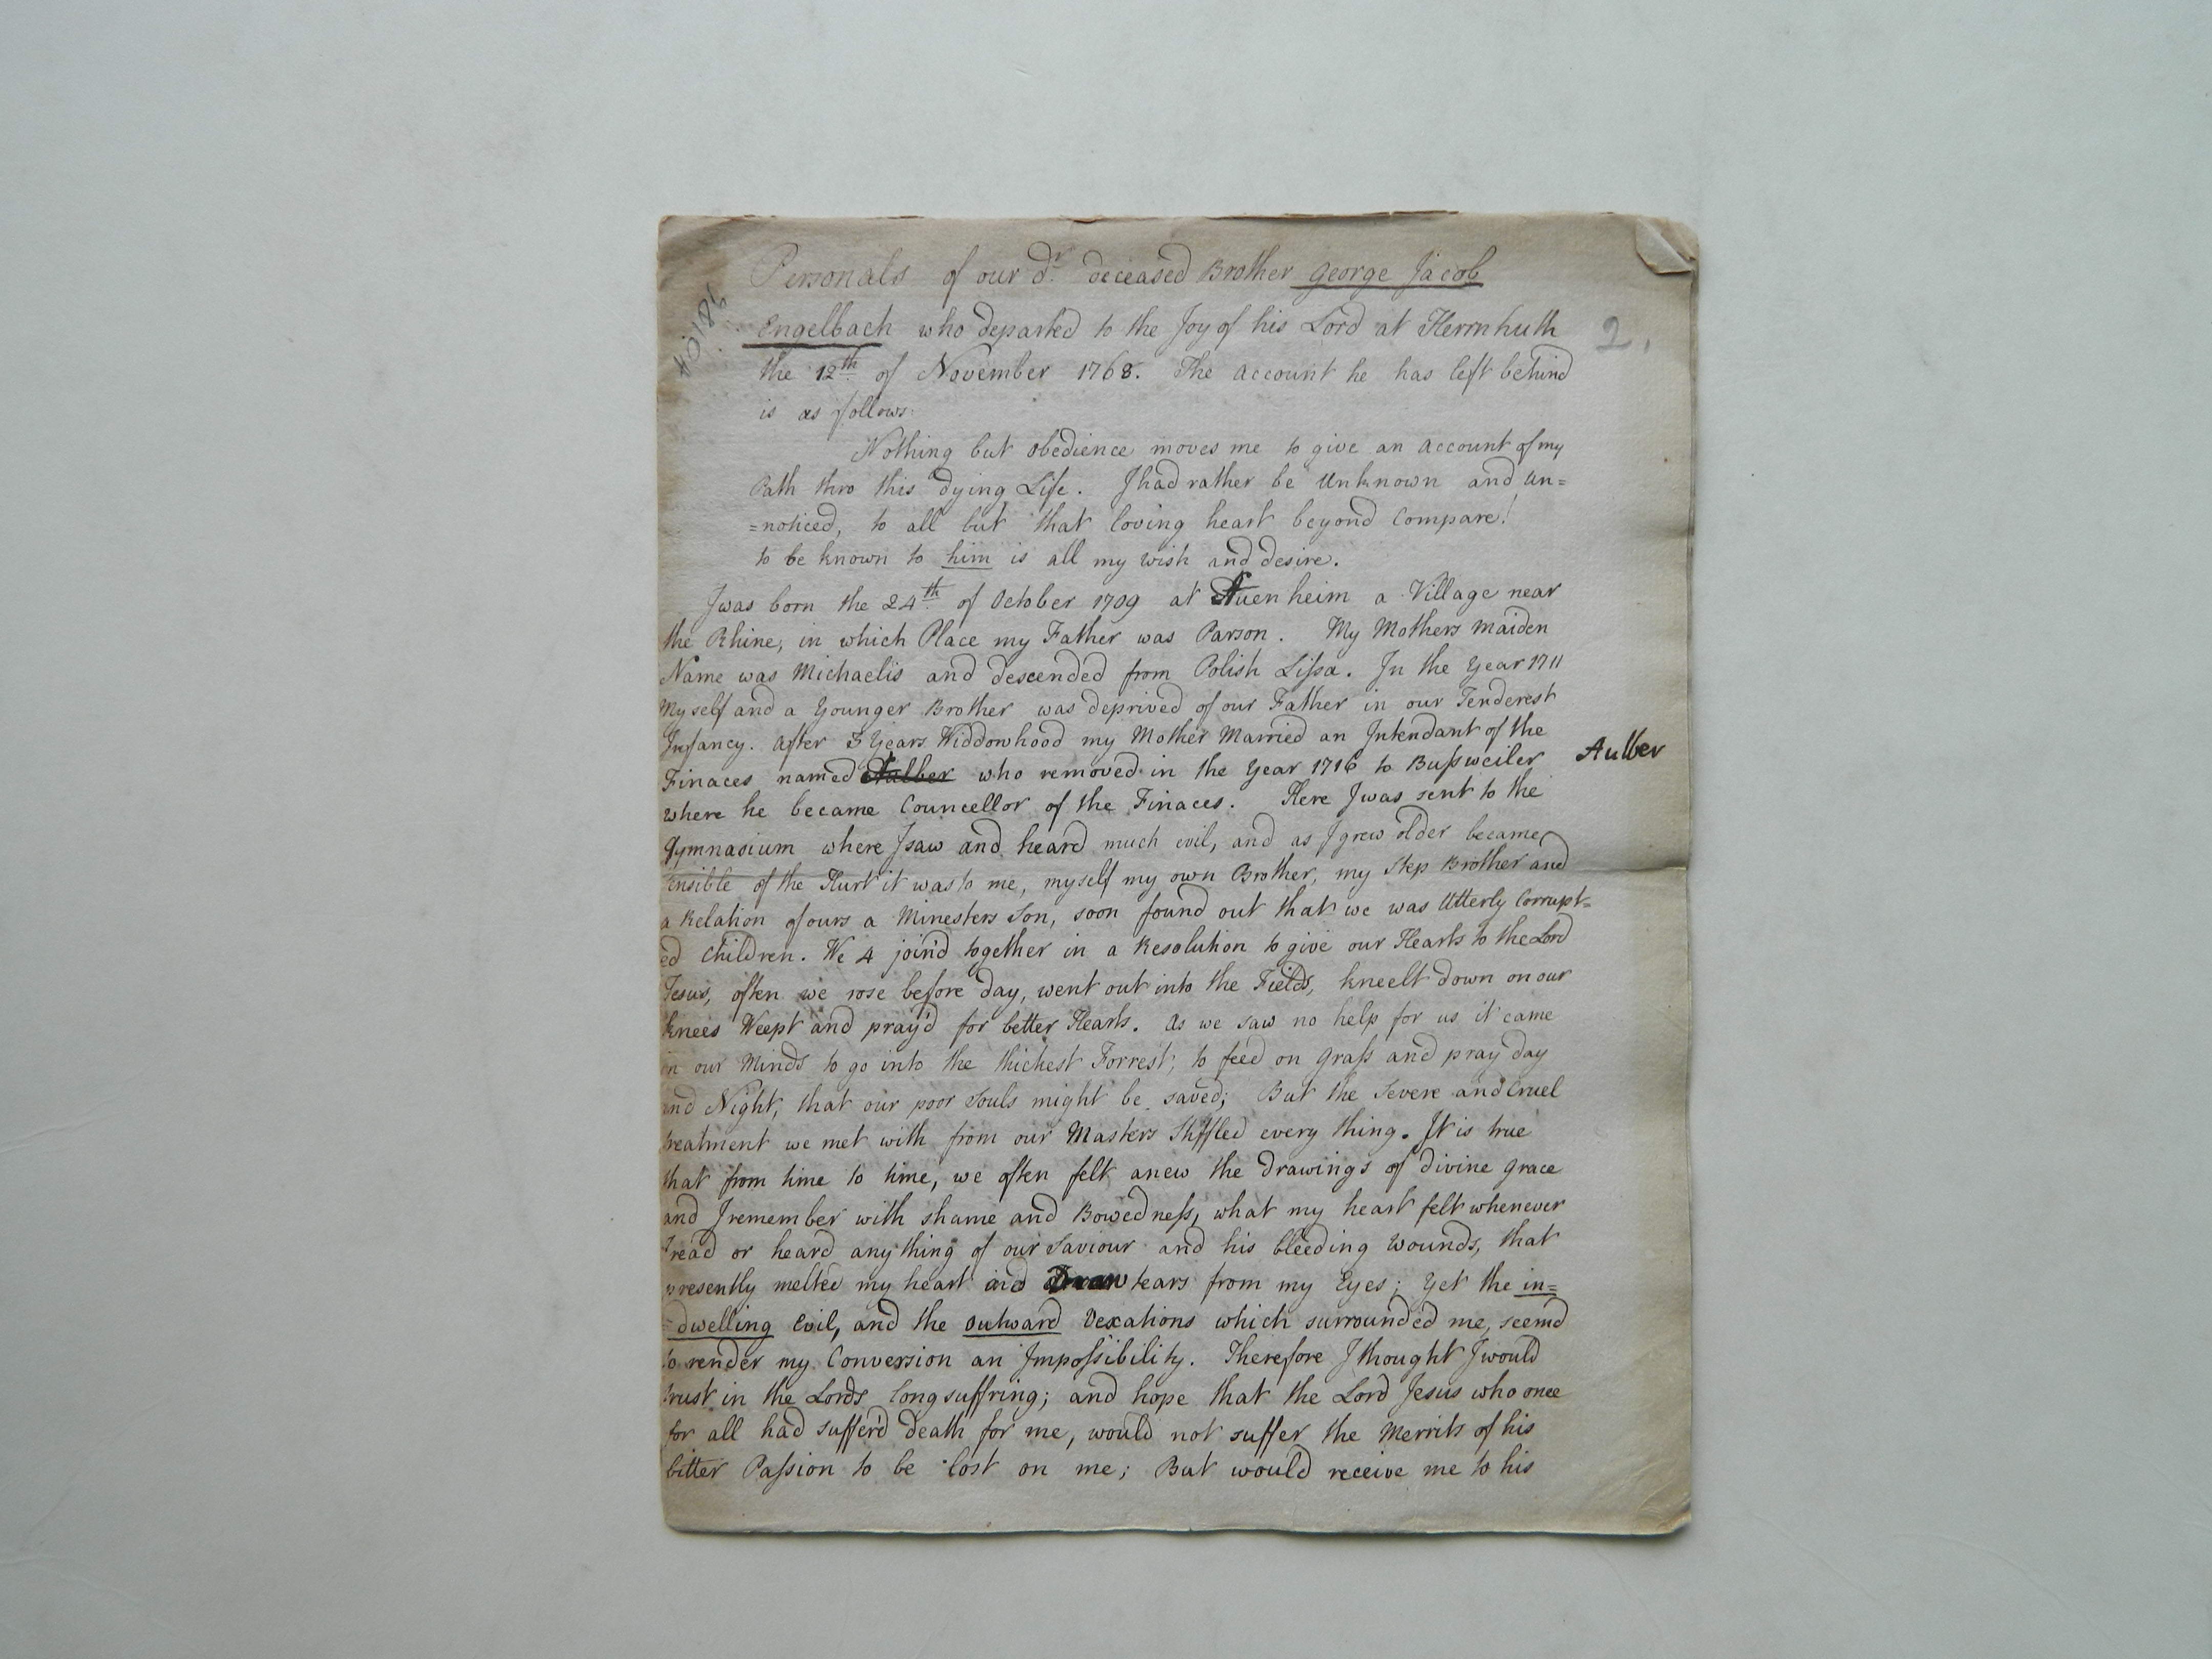 Personals of our dr. deceased Brother George Jacob
Engelbach who departed to the Joy of his Lord at Herrnhuth
2.
the 12th of November 1768. The Account he has left behind
is as follows.
Nothing but Obedience moves me to give an Account of my
Path thro this dying Life. I had rather be Unknown and Un=
=noticed, to all but that loving heart beyond Compare!
to be known to him is all my wish and desire.
I was born the 24th of October 1709 at Auenheim a Village near
the Rhine, in which Place my Father was Parson. My Mothers maiden
Name was Michaelis and descended from Polish Lissa. In the Year 1711
Myself and a Younger Brother was deprived of our Father in our Tenderest
Infancy. After 3 Years Widdowhood my Mother Married an Intendant of the
Finaces named Aulber who removed in the Year 1716 to Bussweiler
Aulber
where he became Councellor of the Finaces. Here I was sent to the
Gymnasium where I saw and heard much evil, and as I grew older became
sensible of the Hurt it was to me, myself my own Brother, my Step Brother and
a Relation of ours a Minesters Son, soon found out that we was Utterly Corrupt=
ed Children. We 4 join'd together in a Resolution to give our Hearts to the Lord
Jesus, often we rose before day, went out into the Fields, kneelt down on our
knees Weept and pray'd for better Hearts. As we saw no help for us it came
in our Minds to go into the thickest Forrest, to feed on Grass and pray day
and Night, that our poor Souls might be saved; But the Severe and Cruel
treatment we met with from our Masters Stiffled every thing. It is true
that from time to time, we often felt anew the Drawings of divine Grace
and I remember with shame and Bowedness, what my heart felt whenever
I read or heard any thing of our Saviour and his bleeding Wounds, that
presently melted my heart and Draw tears from my Eyes; Yet the in=
=dwelling Evil, and the outward Vexations which surrounded me, seemd
to render my Conversion an Impossibility. Therefore I thought I would
trust in the Lords longsuffring; and hope that the Lord Jesus who once
for all had sufferd death for me, would not suffer the Merrits of his
bitter Passion to be lost on me; But would receive me to his